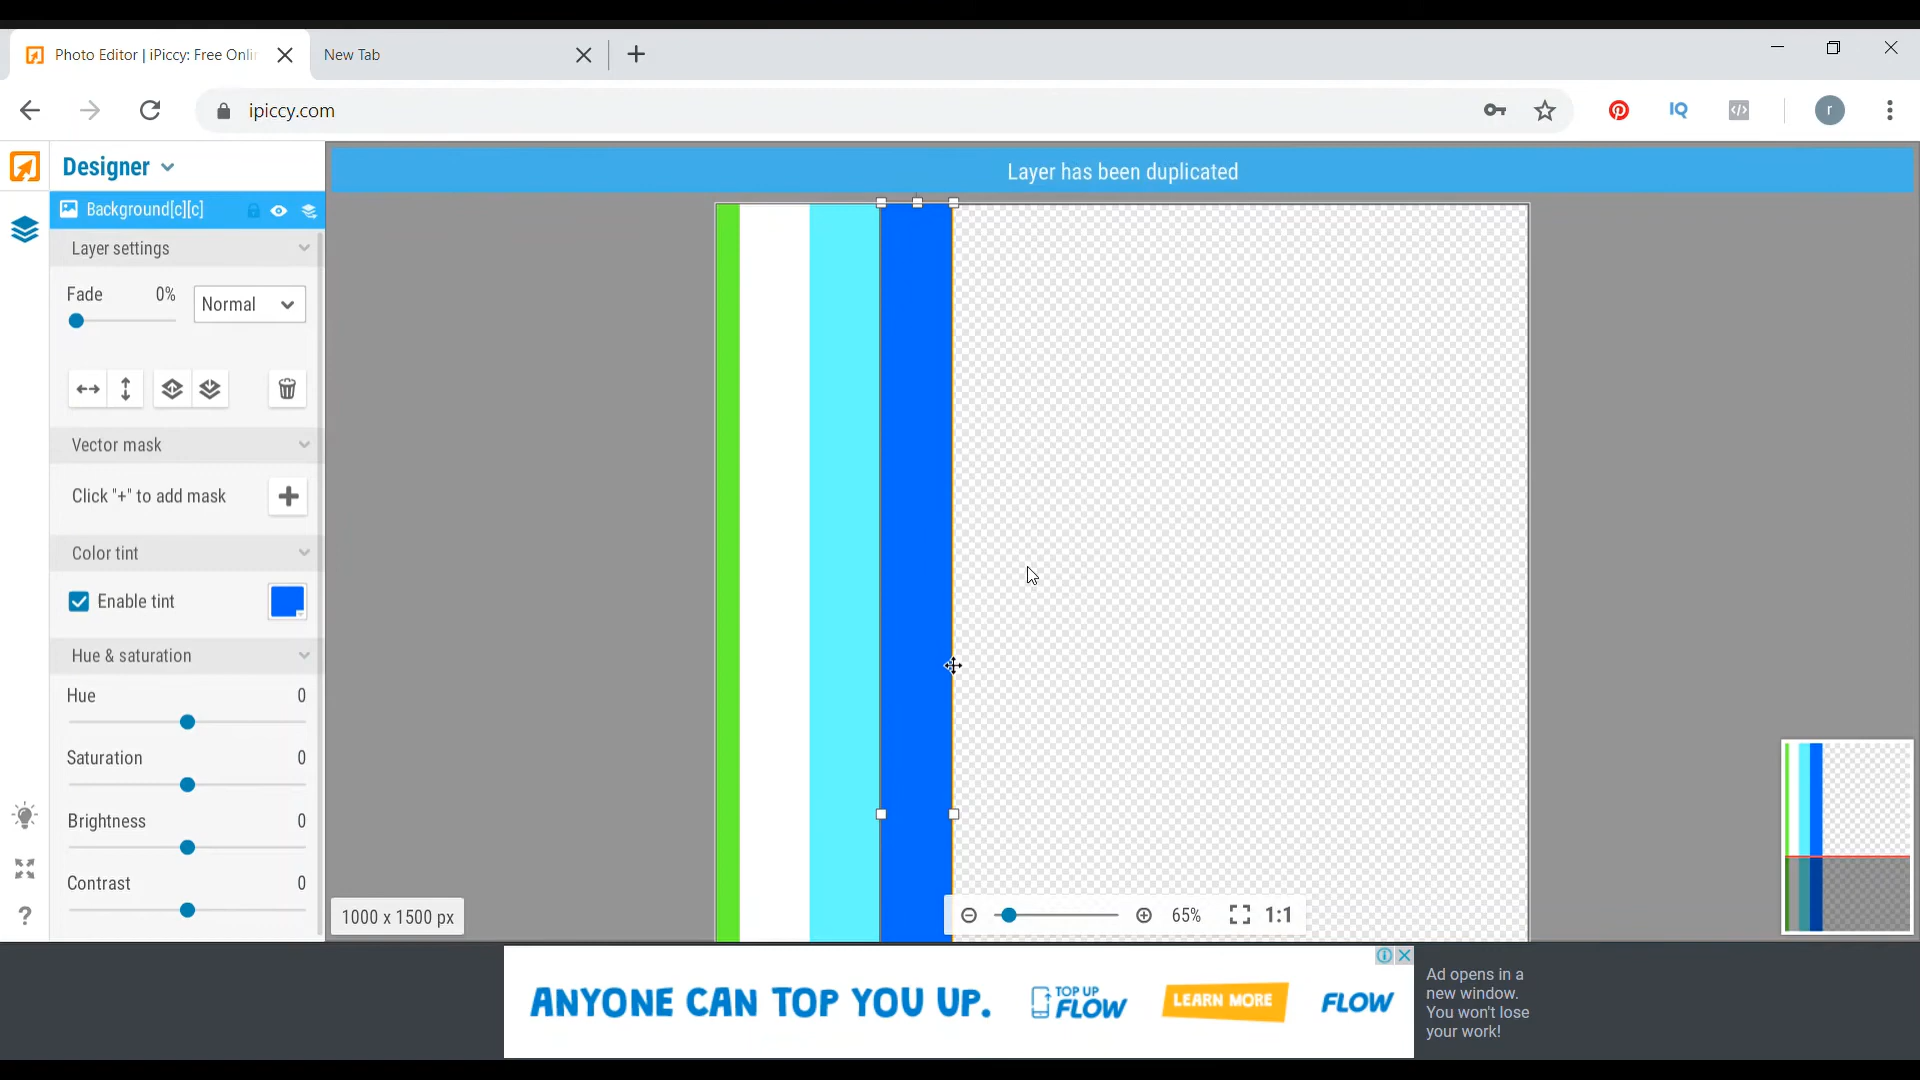 Photo Editor | iPiccy: Free Onli
New Tab
ipiccy.com
IQ
r
Designer
Layer has been duplicated
Background[c][c]
Layer settings
Fade 0% Normal
Vector mask
Click "+" to add mask
Color tint
Enable tint
Hue & saturation
Hue 0
Saturation 0
Brightness 0
Contrast 0
1000 x 1500 px
65% 1:1
ANYONE CAN TOP YOU UP.
TOP UP
FLOW
LEARN MORE
FLOW
Ad opens in a
new window.
You won't lose
your work!